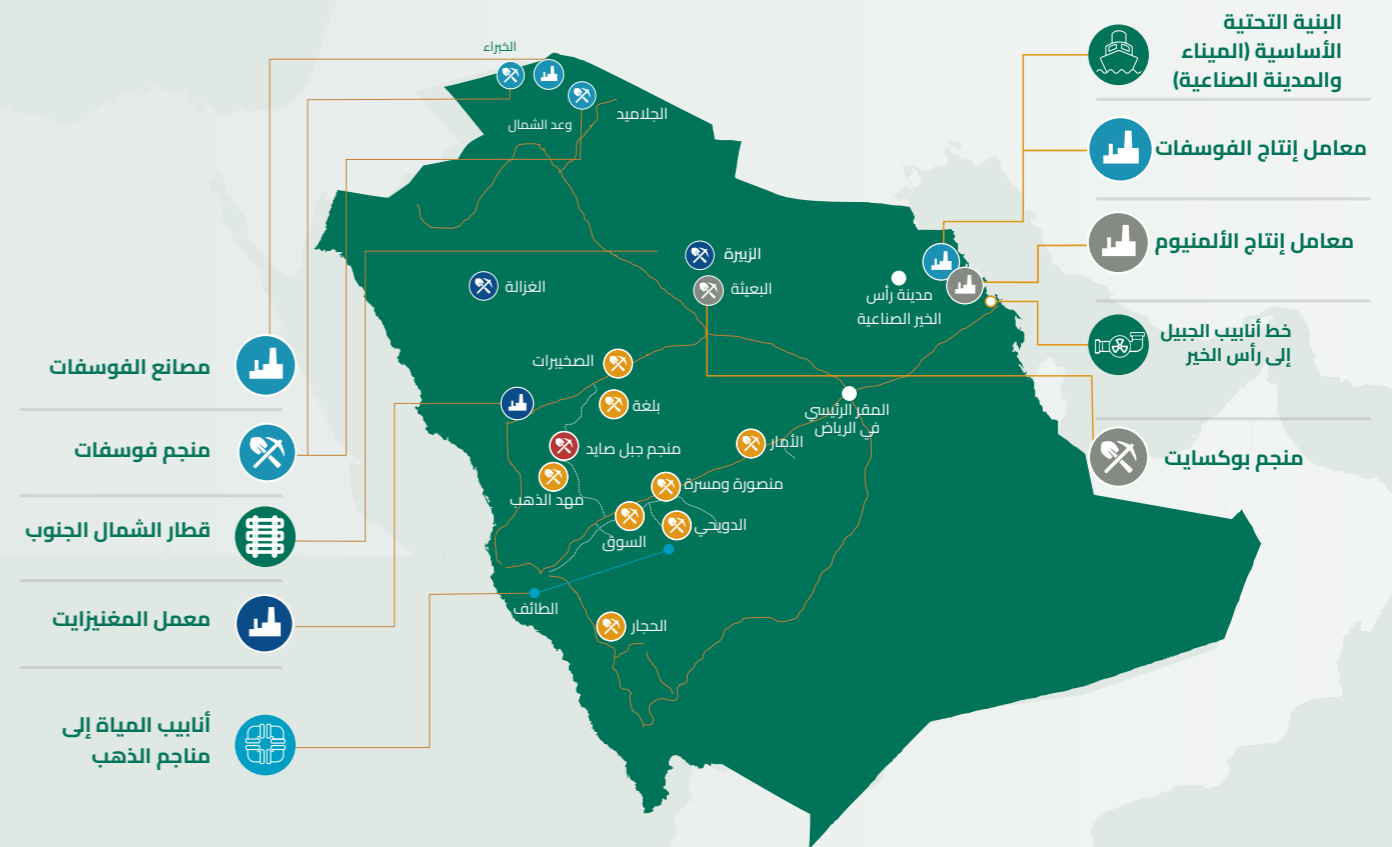 البنية التحتية
الأساسية (الميناء
والمدينة الصناعية)
معامل إنتاج الفوسفات
معامل إنتاج الألمنيوم
خط أنابيب الجبيل
إلى رأس الخير
منجم بوكسايت
الخبراء
وعد الشمال
الجلاميد
الزبيرة
البعيثة
الغزالة
مدينة رأس
الخير الصناعية
الصخيبرات
بلغة
منجم جبل صايد
مهد الذهب
المقر الرئيسي
في الرياض
الأمار
منصورة ومسرة
الدويحي
السوق
الطائف
الحجار
مصانع الفوسفات
منجم فوسفات
قطار الشمال الجنوب
معمل المغنيزايت
أنابيب المياة إلى
مناجم الذهب